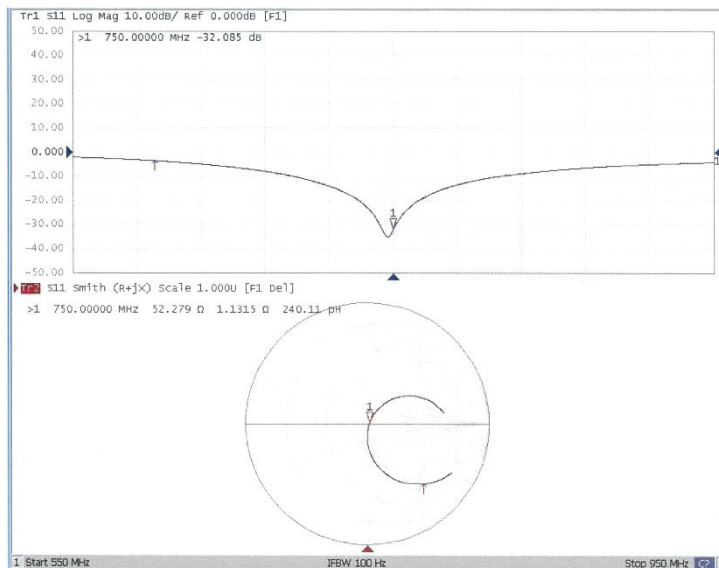 Tr1 S11 Log Mag 10.00dB/ Ref 0.000dB [F1]
50.00
>1 750.00000 MHz -32.085 dB
40.00
30.00
20.00
10.00
0.000
-10.00
-20.00
-30.00
-40.00
-50.00
1
1
Tr2 S11 Smith (R+jX) Scale 1.000U [F1 Del]
>1 750.00000 MHz 52.279 Ω 1.1315 Ω 240.11 pH
1
1 Start 550 MHz IFBW 100 Hz Stop 950 MHz C?